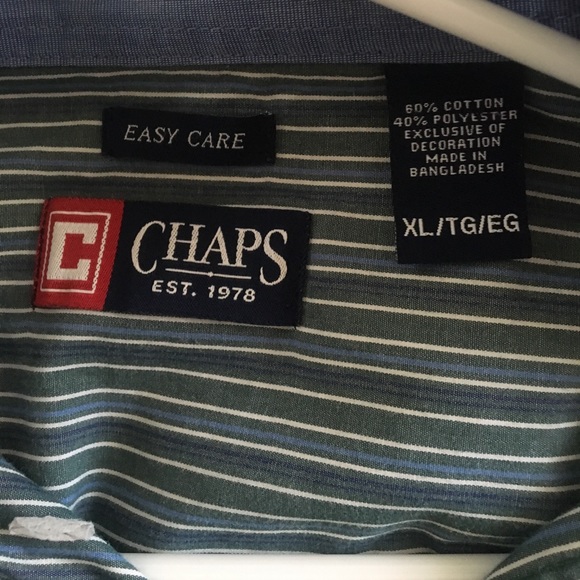 EASY CARE
C
CHAPS
EST. 1978
60% COTTON
40% POLYESTER
EXCLUSIVE OF
DECORATION
MADE IN
BANGLADESH
XL/TG/EG